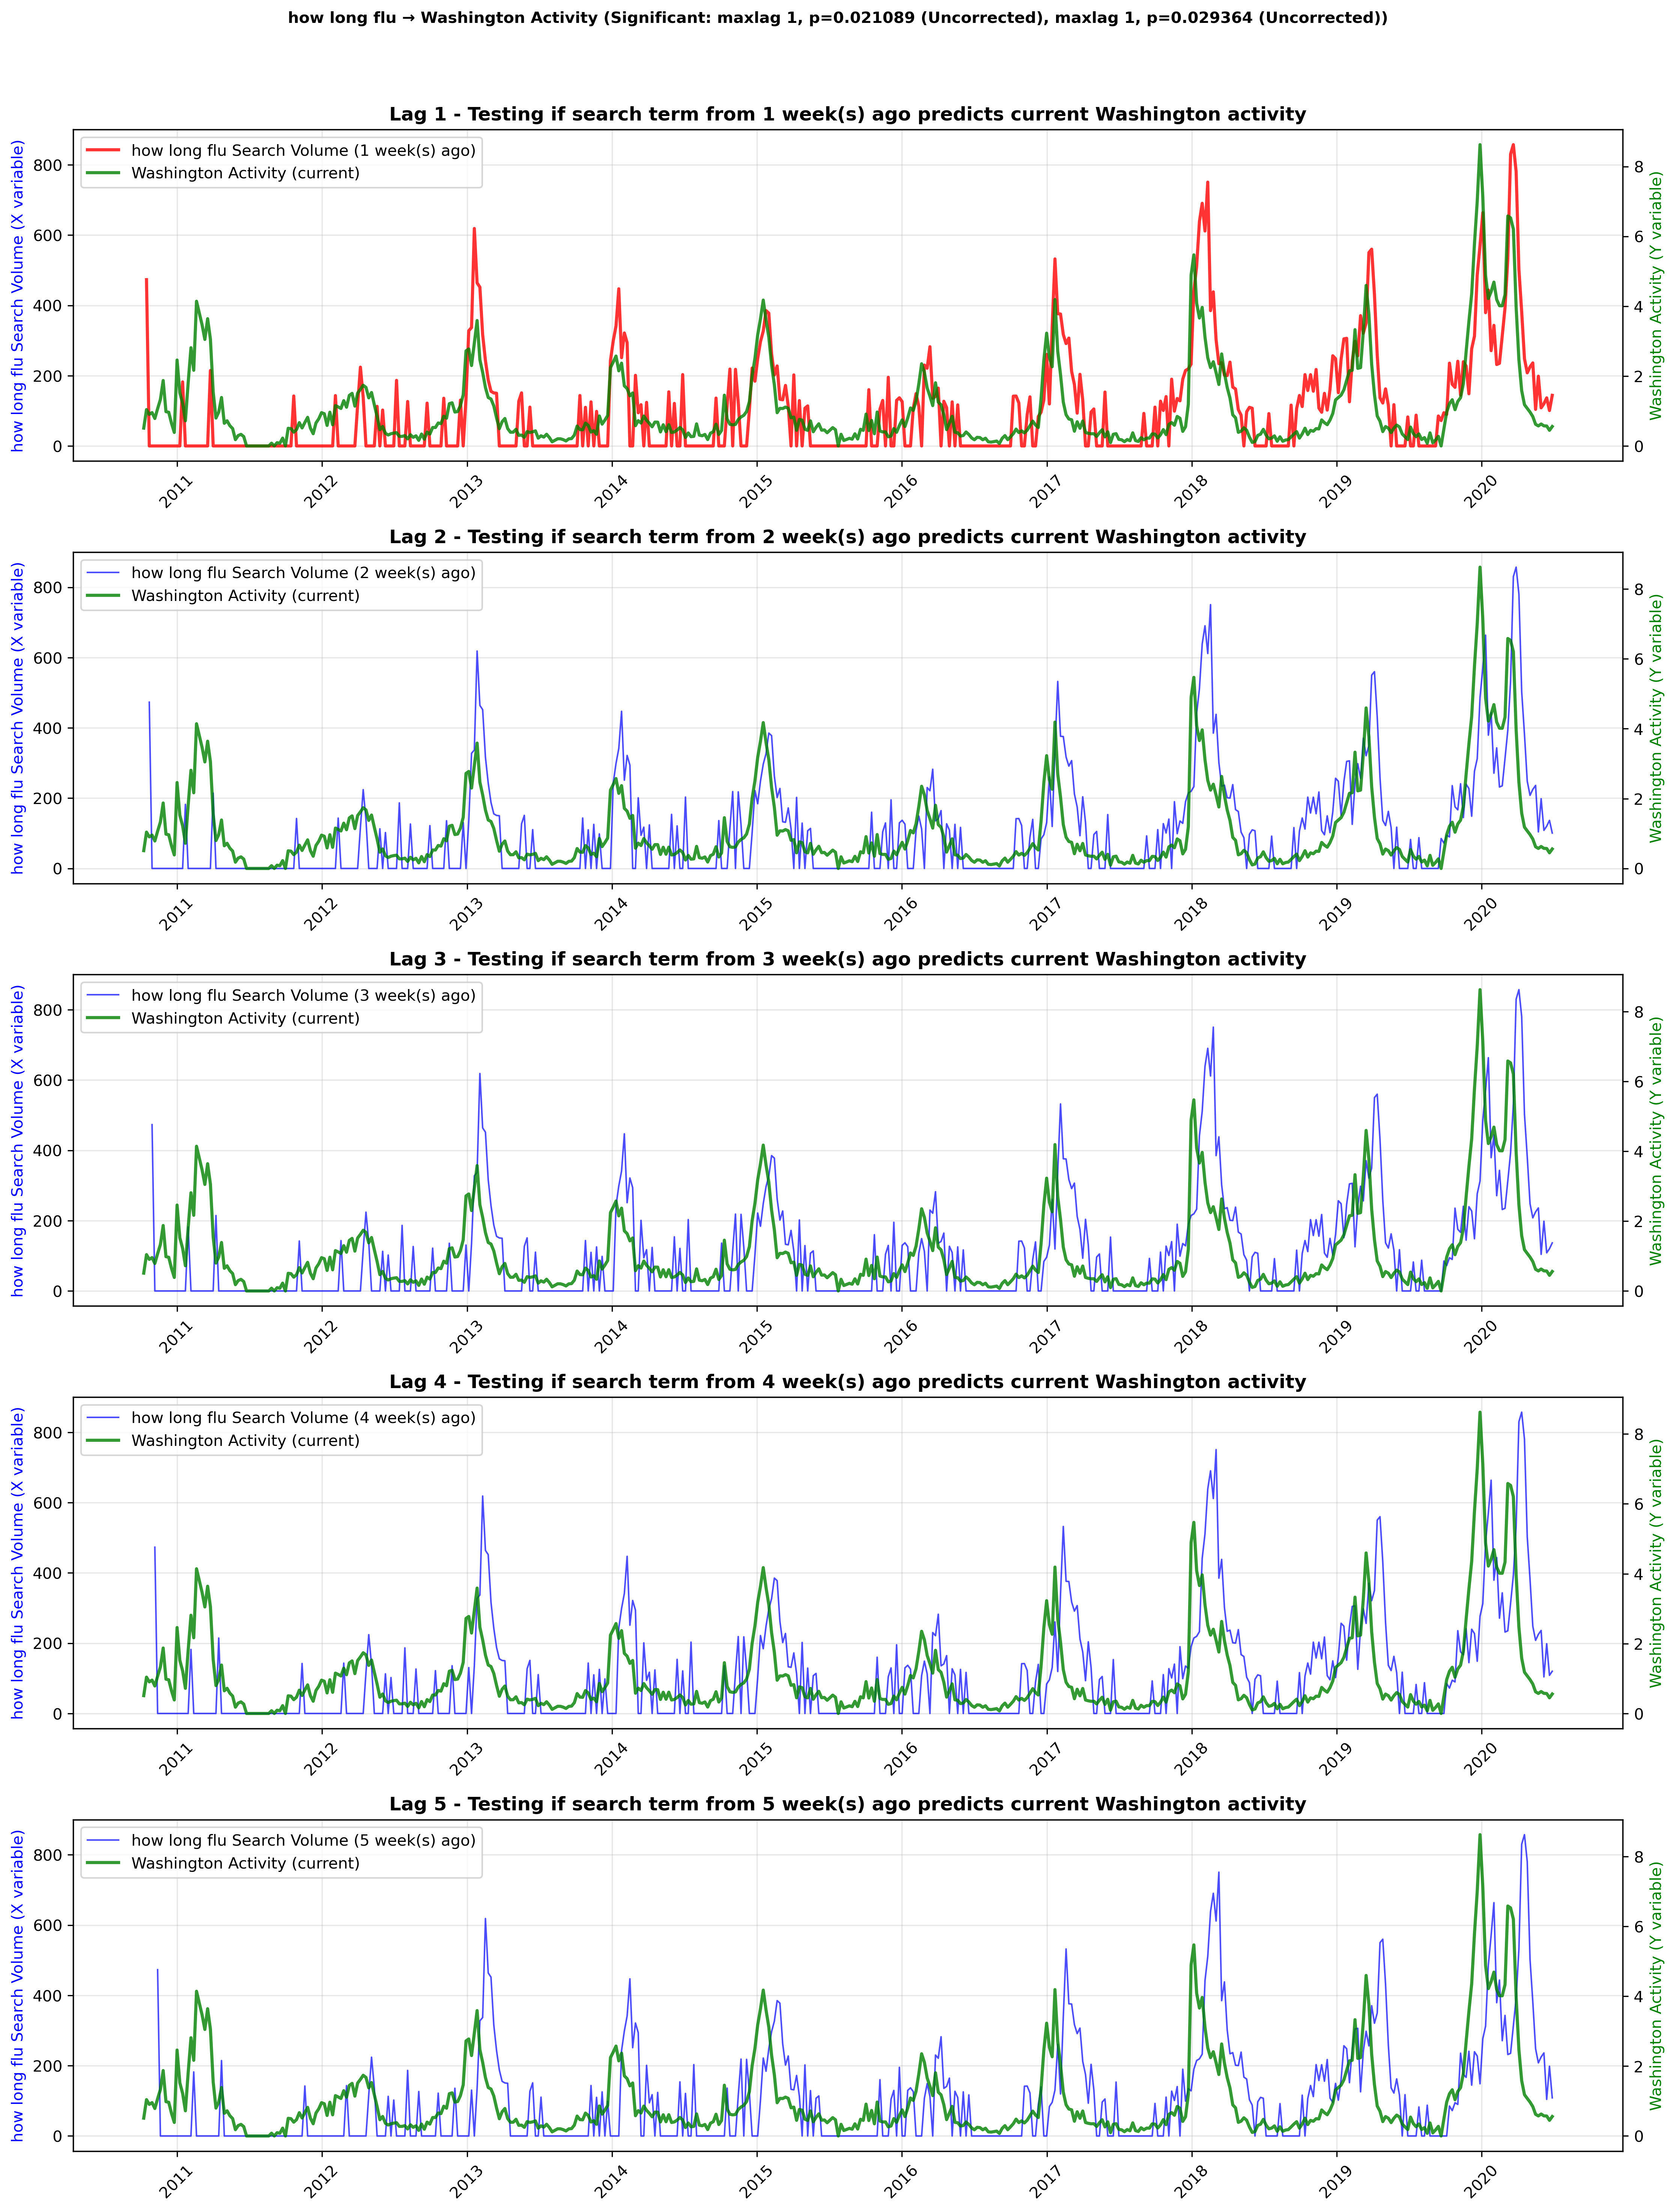 how long flu → Washington Activity (Significant: maxlag 1, p=0.021089 (Uncorrected), maxlag 1, p=0.029364 (Uncorrected))
Lag 1 - Testing if search term from 1 week(s) ago predicts current Washington activity
how long flu Search Volume (1 week(s) ago)
Washington Activity (current)
how long flu Search Volume (X variable)
800
600
400
200
0
8
6
4
2
0
Washington Activity (Y variable)
2011 2012 2013 2014 2015 2016 2017 2018 2019 2020
Lag 2 - Testing if search term from 2 week(s) ago predicts current Washington activity
how long flu Search Volume (2 week(s) ago)
Washington Activity (current)
how long flu Search Volume (X variable)
800
600
400
200
0
8
6
4
2
0
Washington Activity (Y variable)
2011 2012 2013 2014 2015 2016 2017 2018 2019 2020
Lag 3 - Testing if search term from 3 week(s) ago predicts current Washington activity
how long flu Search Volume (3 week(s) ago)
Washington Activity (current)
how long flu Search Volume (X variable)
800
600
400
200
0
8
6
4
2
0
Washington Activity (Y variable)
2011 2012 2013 2014 2015 2016 2017 2018 2019 2020
Lag 4 - Testing if search term from 4 week(s) ago predicts current Washington activity
how long flu Search Volume (4 week(s) ago)
Washington Activity (current)
how long flu Search Volume (X variable)
800
600
400
200
0
8
6
4
2
0
Washington Activity (Y variable)
2011 2012 2013 2014 2015 2016 2017 2018 2019 2020
Lag 5 - Testing if search term from 5 week(s) ago predicts current Washington activity
how long flu Search Volume (5 week(s) ago)
Washington Activity (current)
how long flu Search Volume (X variable)
800
600
400
200
0
8
6
4
2
0
Washington Activity (Y variable)
2011 2012 2013 2014 2015 2016 2017 2018 2019 2020